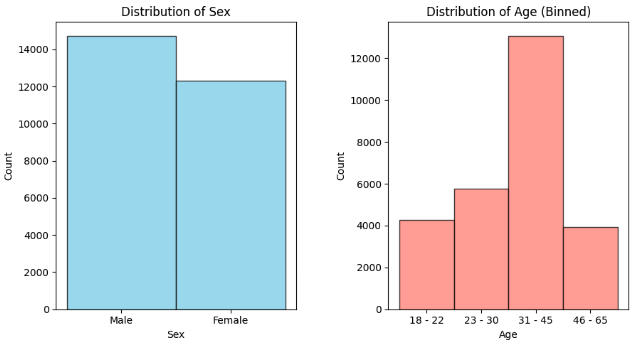 Distribution of Sex
14000
12000
10000
8000
6000
4000
2000
0
Count
Male Female
Sex
Distribution of Age (Binned)
12000
10000
8000
6000
4000
2000
0
Count
18 - 22 23 - 30 31 - 45 46 - 65
Age